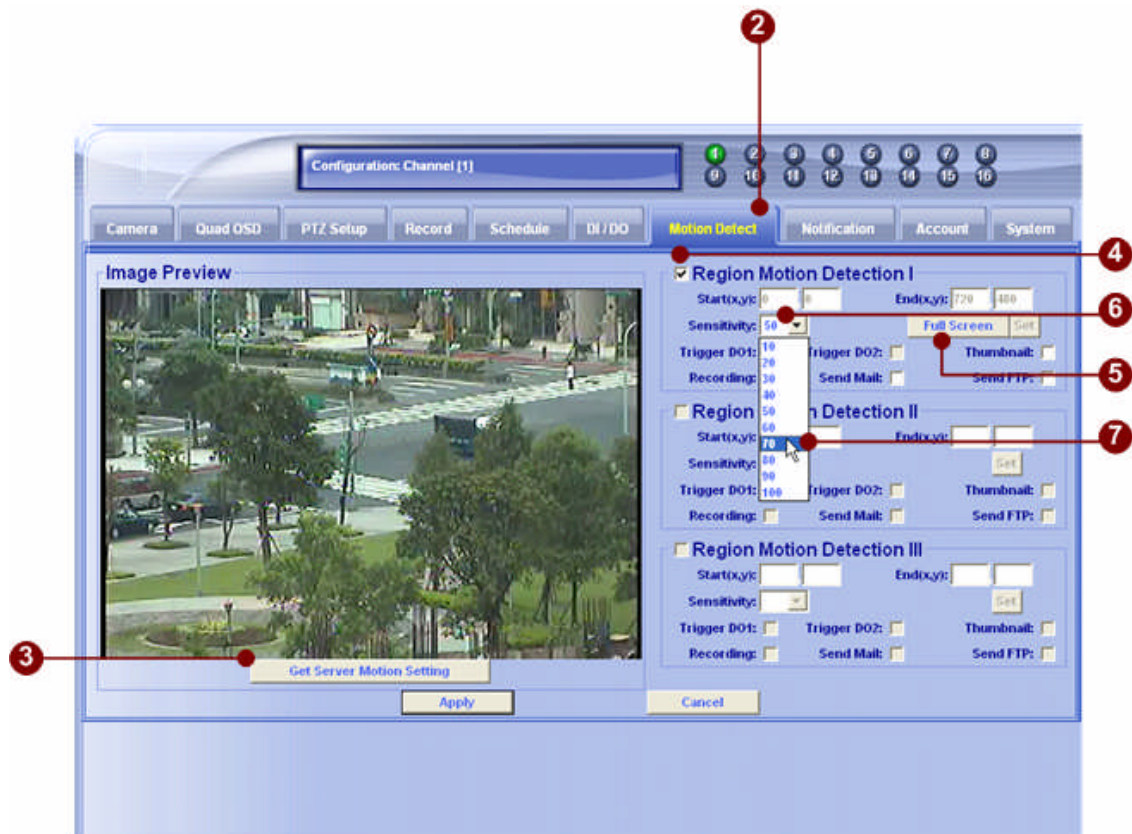 2
Configuration: Channel [1]
1 2 3 4 5 6 7 8
9 10 11 12 13 14 15 16
Camera Quad OSD PTZ Setup Record Schedule DI / DO Motion Detect Notification Account System
4
Image Preview
Region Motion Detection I
Start(x,y): 0 0 End(x,y): 720 480
6
Sensitivity: 50 Full Screen Set
Trigger DO1: Trigger DO2: Thumbnail:
5
Recording: Send Mail: Send FTP:
10
20
30
40
50
60
70
80
90
100
Region Motion Detection II
Start(x,y): End(x,y):
7
Sensitivity: Set
Trigger DO1: Trigger DO2: Thumbnail:
Recording: Send Mail: Send FTP:
Region Motion Detection III
Start(x,y): End(x,y):
Sensitivity: Set
Trigger DO1: Trigger DO2: Thumbnail:
Recording: Send Mail: Send FTP:
3
Get Server Motion Setting
Apply Cancel